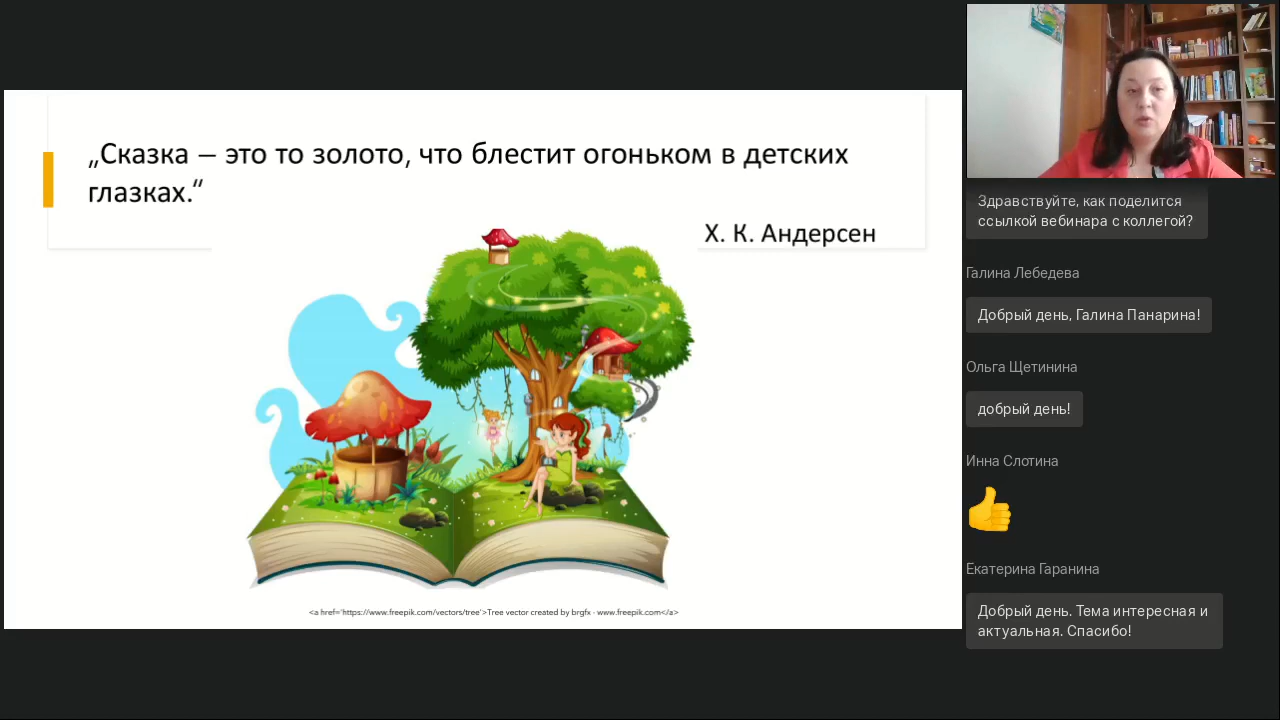 „Сказка – это то золото, что блестит огоньком в детских
глазках.“
Х. К. Андерсен
<a href='https://www.freepik.com/vectors/tree'>Tree vector created by brgfx - www.freepik.com</a>
Здравствуйте, как поделится
ссылкой вебинара с коллегой?
Галина Лебедева
Добрый день, Галина Панарина!
Ольга Щетинина
добрый день!
Инна Слотина
Екатерина Гаранина
Добрый день. Тема интересная и
актуальная. Спасибо!